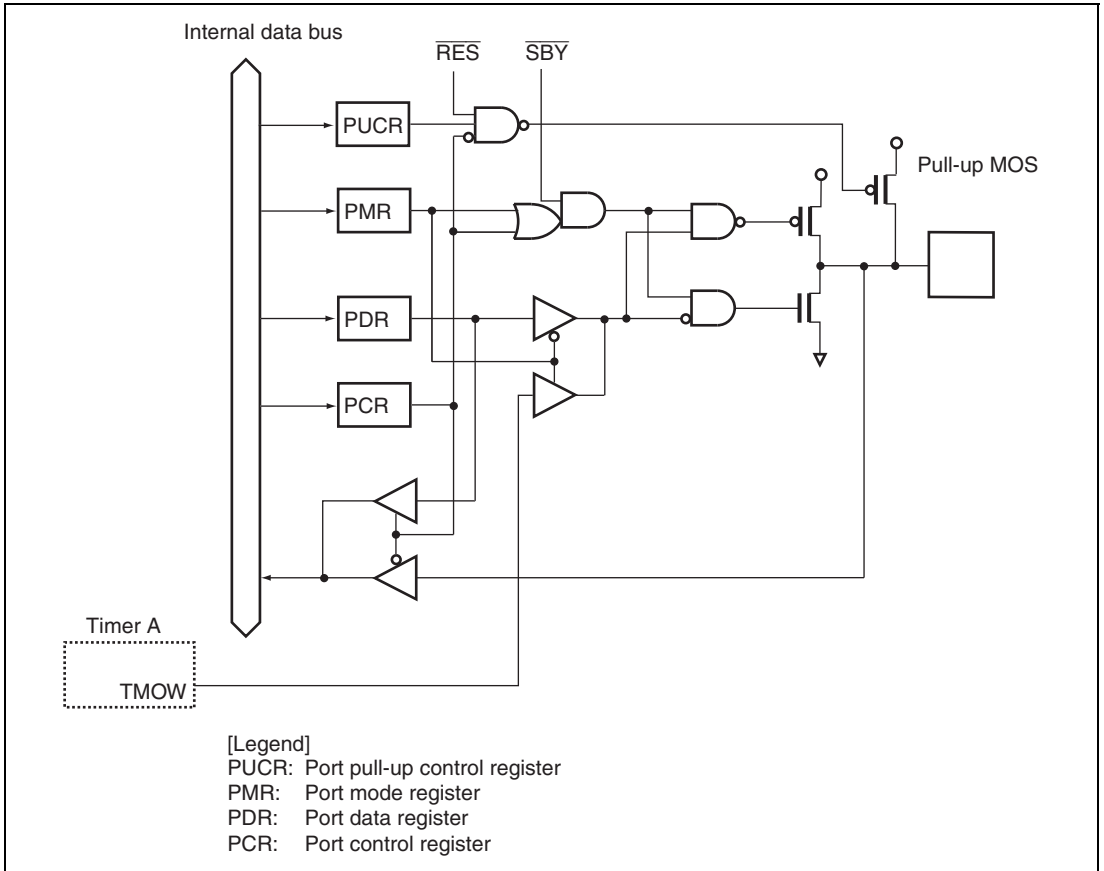 Internal data bus
RES
SBY
PUCR
Pull-up MOS
PMR
PDR
PCR
Timer A
TMOW
[Legend]
PUCR: Port pull-up control register
PMR: Port mode register
PDR: Port data register
PCR: Port control register